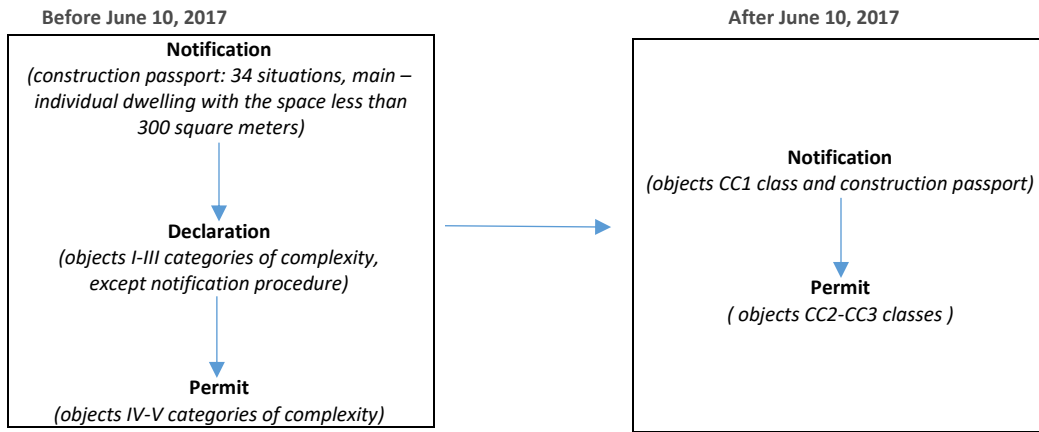 Before June 10, 2017
Notification
(construction passport: 34 situations, main –
individual dwelling with the space less than
300 square meters)
Declaration
(objects I-III categories of complexity,
except notification procedure)
Permit
(objects IV-V categories of complexity)
After June 10, 2017
Notification
(objects CC1 class and construction passport)
Permit
( objects CC2-CC3 classes )